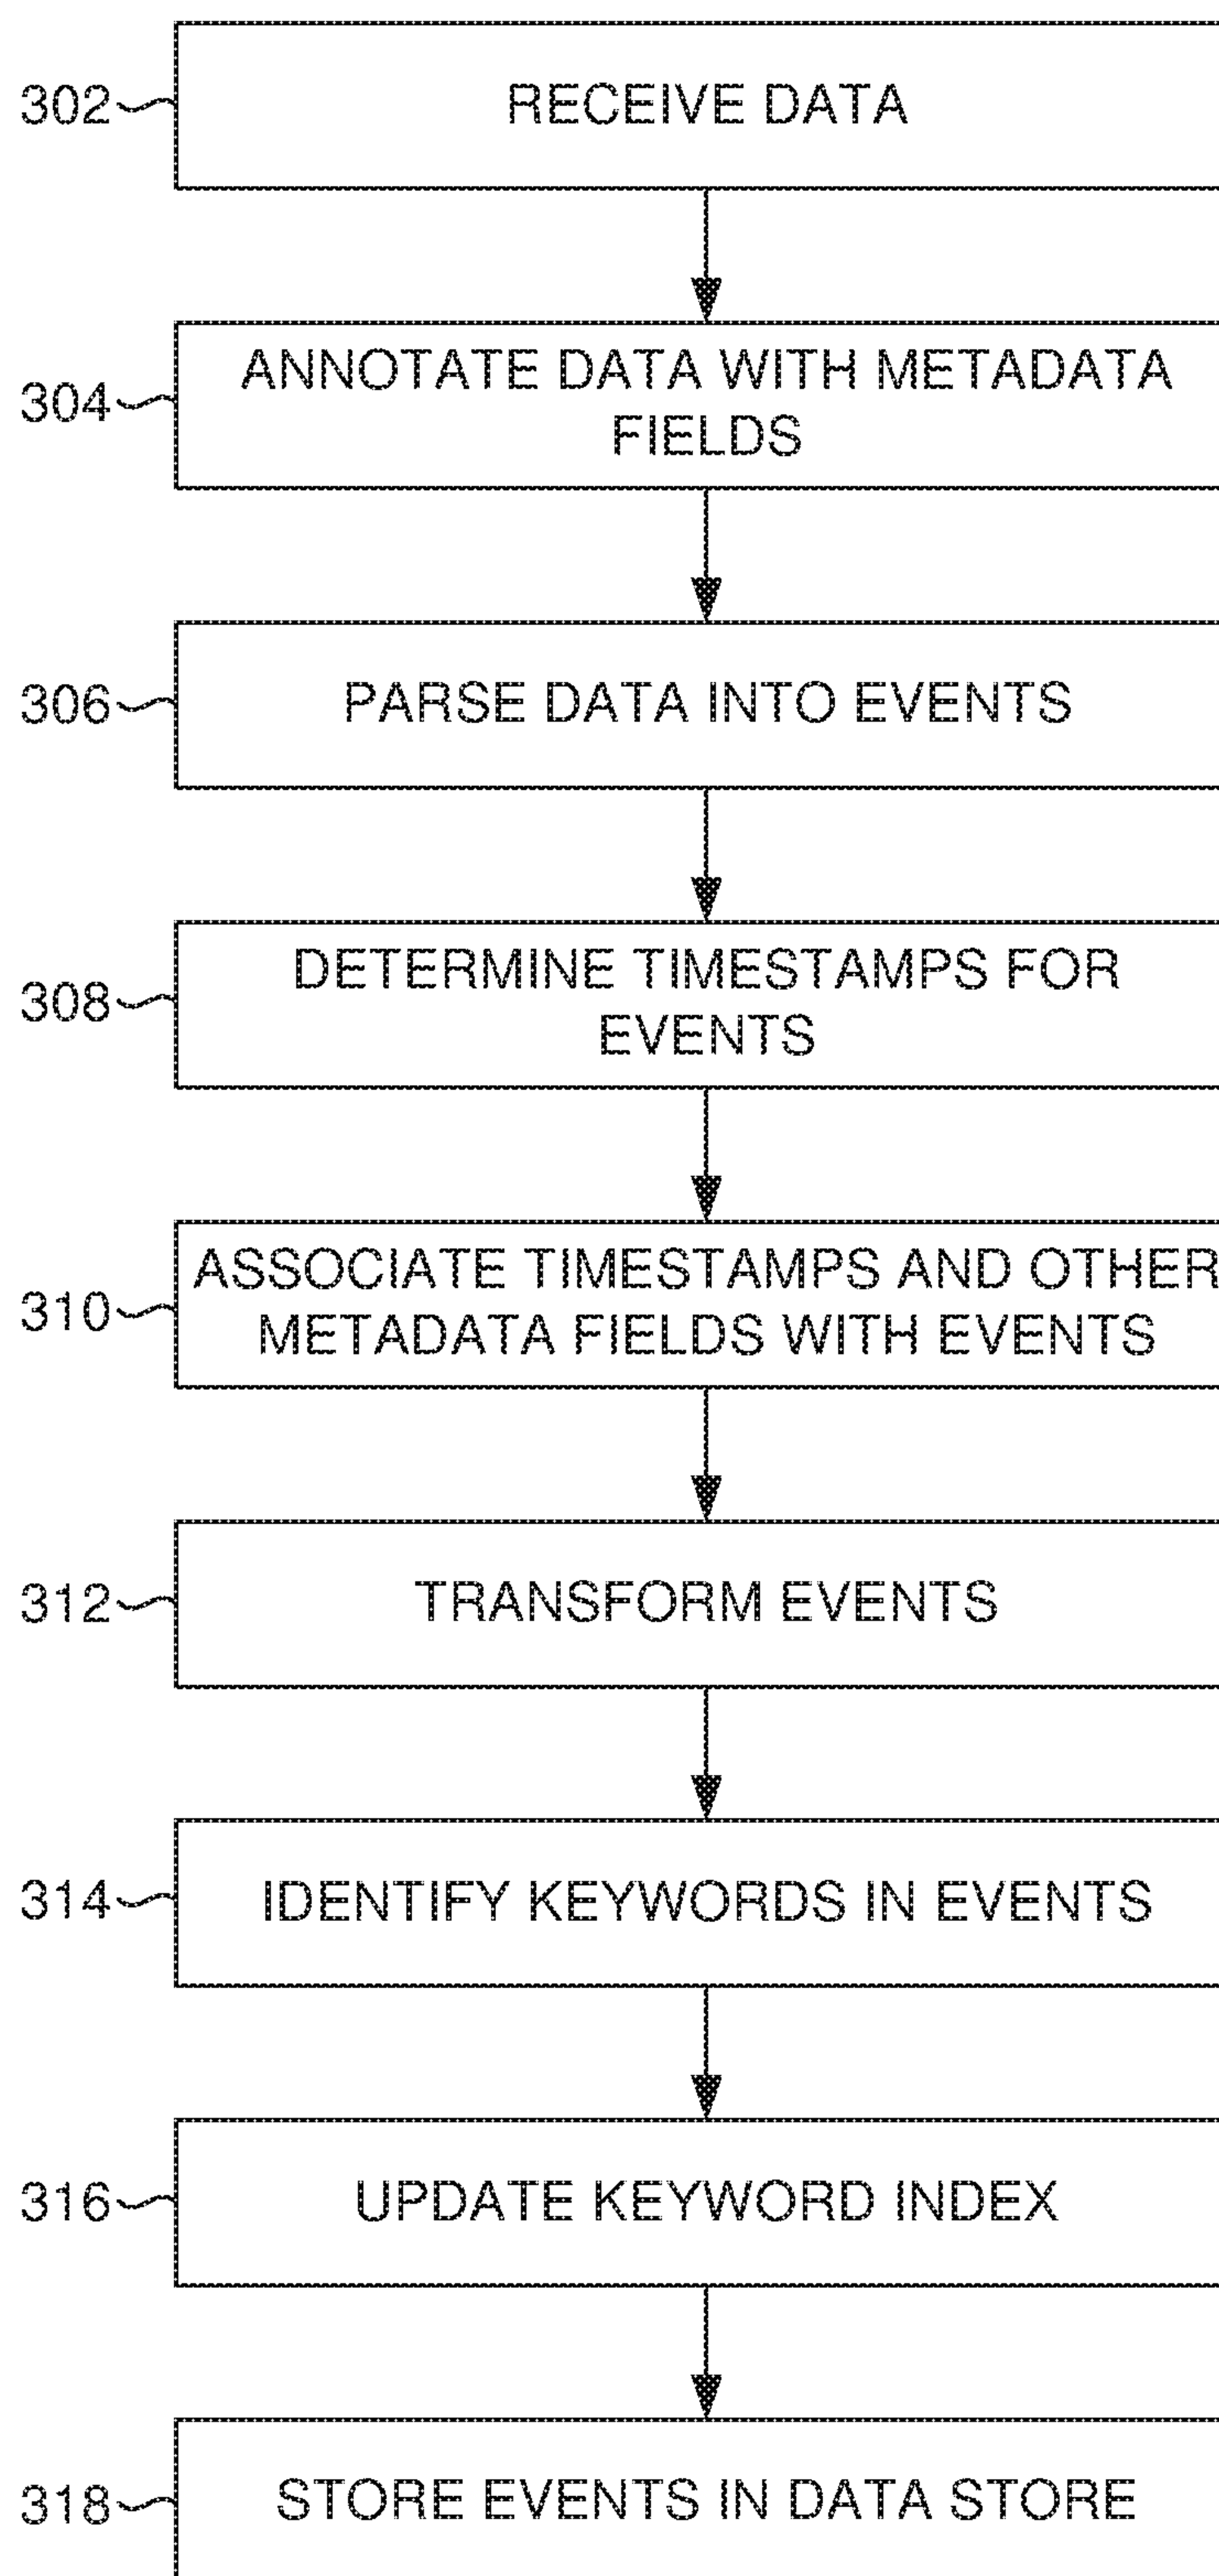 302
RECEIVE DATA
304
ANNOTATE DATA WITH METADATA
FIELDS
306
PARSE DATA INTO EVENTS
308
DETERMINE TIMESTAMPS FOR
EVENTS
310
ASSOCIATE TIMESTAMPS AND OTHER
METADATA FIELDS WITH EVENTS
312
TRANSFORM EVENTS
314
IDENTIFY KEYWORDS IN EVENTS
316
UPDATE KEYWORD INDEX
318
STORE EVENTS IN DATA STORE